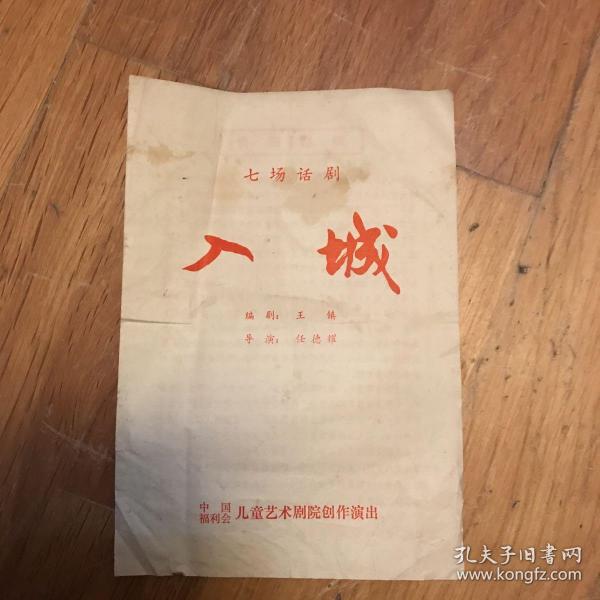 七场话剧
入城
编剧：王镇
导演：任德耀
中国
福利会 儿童艺术剧院创作演出
孔夫子旧书网
www.kongfz.com